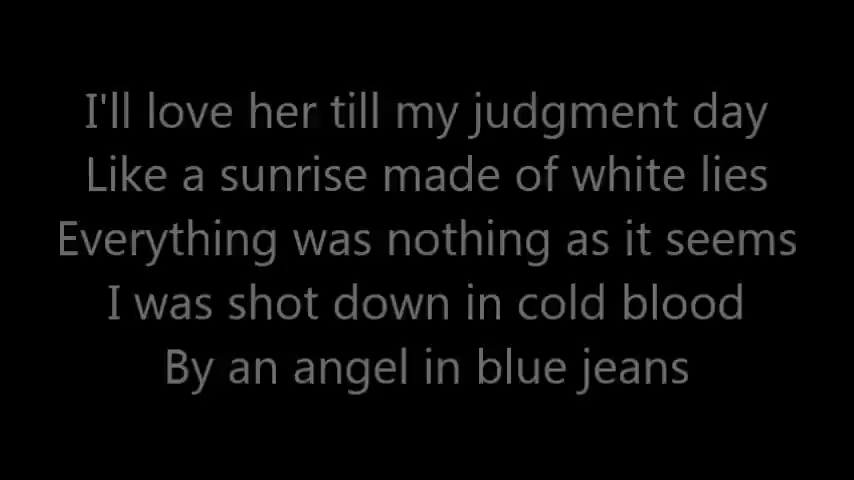 I'll love her till my judgment day
Like a sunrise made of white lies
Everything was nothing as it seems
I was shot down in cold blood
By an angel in blue jeans